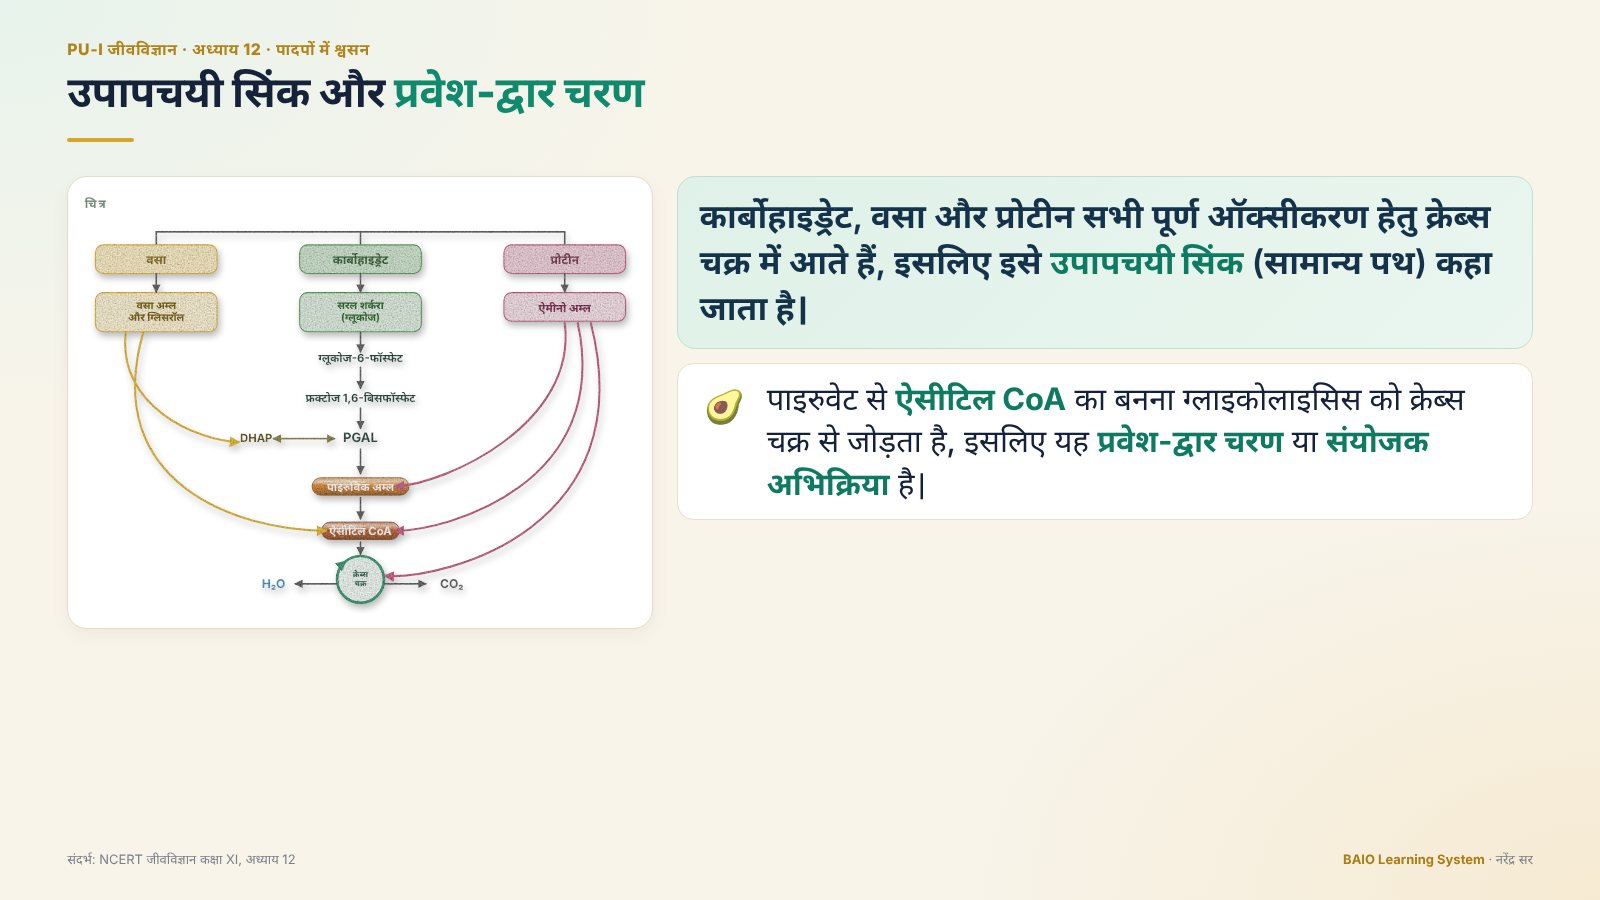 PU-I जीवविज्ञान · अध्याय 12 · पादपों में श्वसन
उपापचयी सिंक और प्रवेश-द्वार चरण
चित्र
वसा
कार्बोहाइड्रेट
प्रोटीन
वसा अम्ल
और ग्लिसरॉल
सरल शर्करा
(ग्लूकोज)
ऐमीनो अम्ल
ग्लूकोज-6-फॉस्फेट
फ्रक्टोज 1,6-बिसफॉस्फेट
DHAP
PGAL
पाइरुविक अम्ल
ऐसीटिल CoA
क्रेब्स
चक्र
H₂O
CO₂
कार्बोहाइड्रेट, वसा और प्रोटीन सभी पूर्ण ऑक्सीकरण हेतु क्रेब्स
चक्र में आते हैं, इसलिए इसे उपापचयी सिंक (सामान्य पथ) कहा
जाता है|
पाइरुवेट से ऐसीटिल CoA का बनना ग्लाइकोलाइसिस को क्रेब्स
चक्र से जोड़ता है, इसलिए यह प्रवेश-द्वार चरण या संयोजक
अभिक्रिया है|
संदर्भ: NCERT जीवविज्ञान कक्षा XI, अध्याय 12
BAIO Learning System · नरेंद्र सर